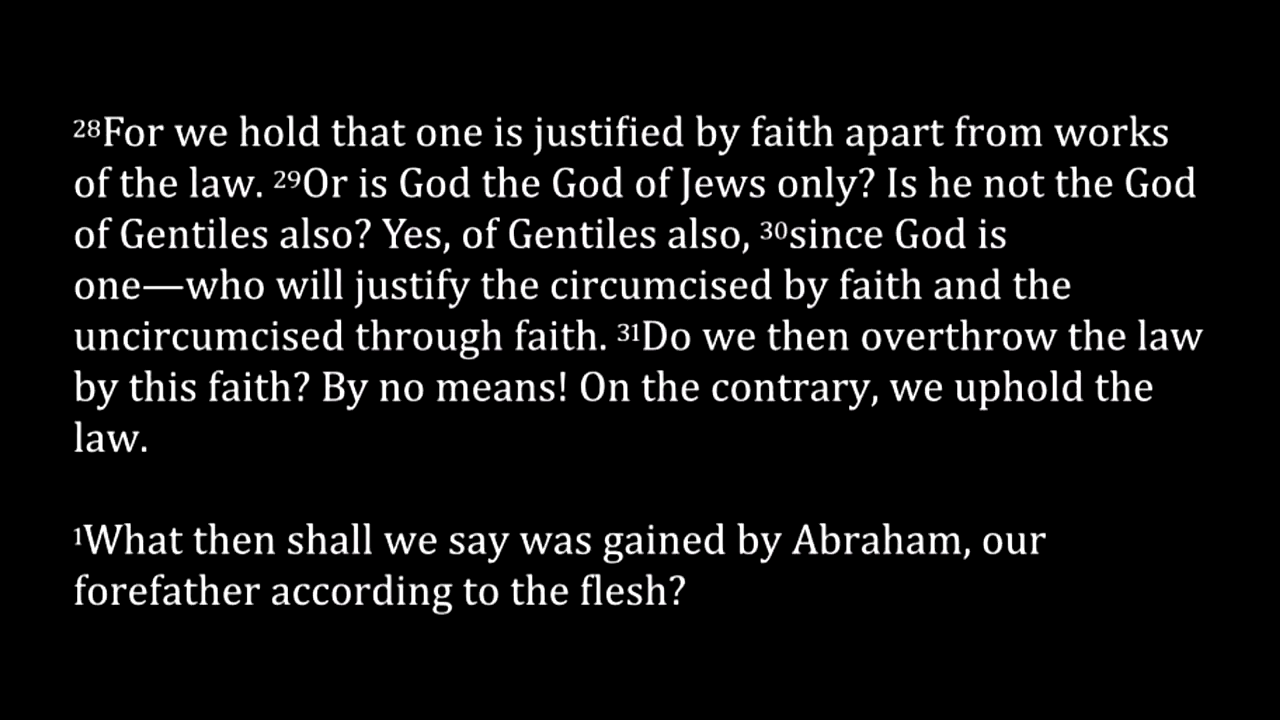 ²⁸For we hold that one is justified by faith apart from works
of the law. ²⁹Or is God the God of Jews only? Is he not the God
of Gentiles also? Yes, of Gentiles also, ³⁰since God is
one—who will justify the circumcised by faith and the
uncircumcised through faith. ³¹Do we then overthrow the law
by this faith? By no means! On the contrary, we uphold the
law.
¹What then shall we say was gained by Abraham, our
forefather according to the flesh?